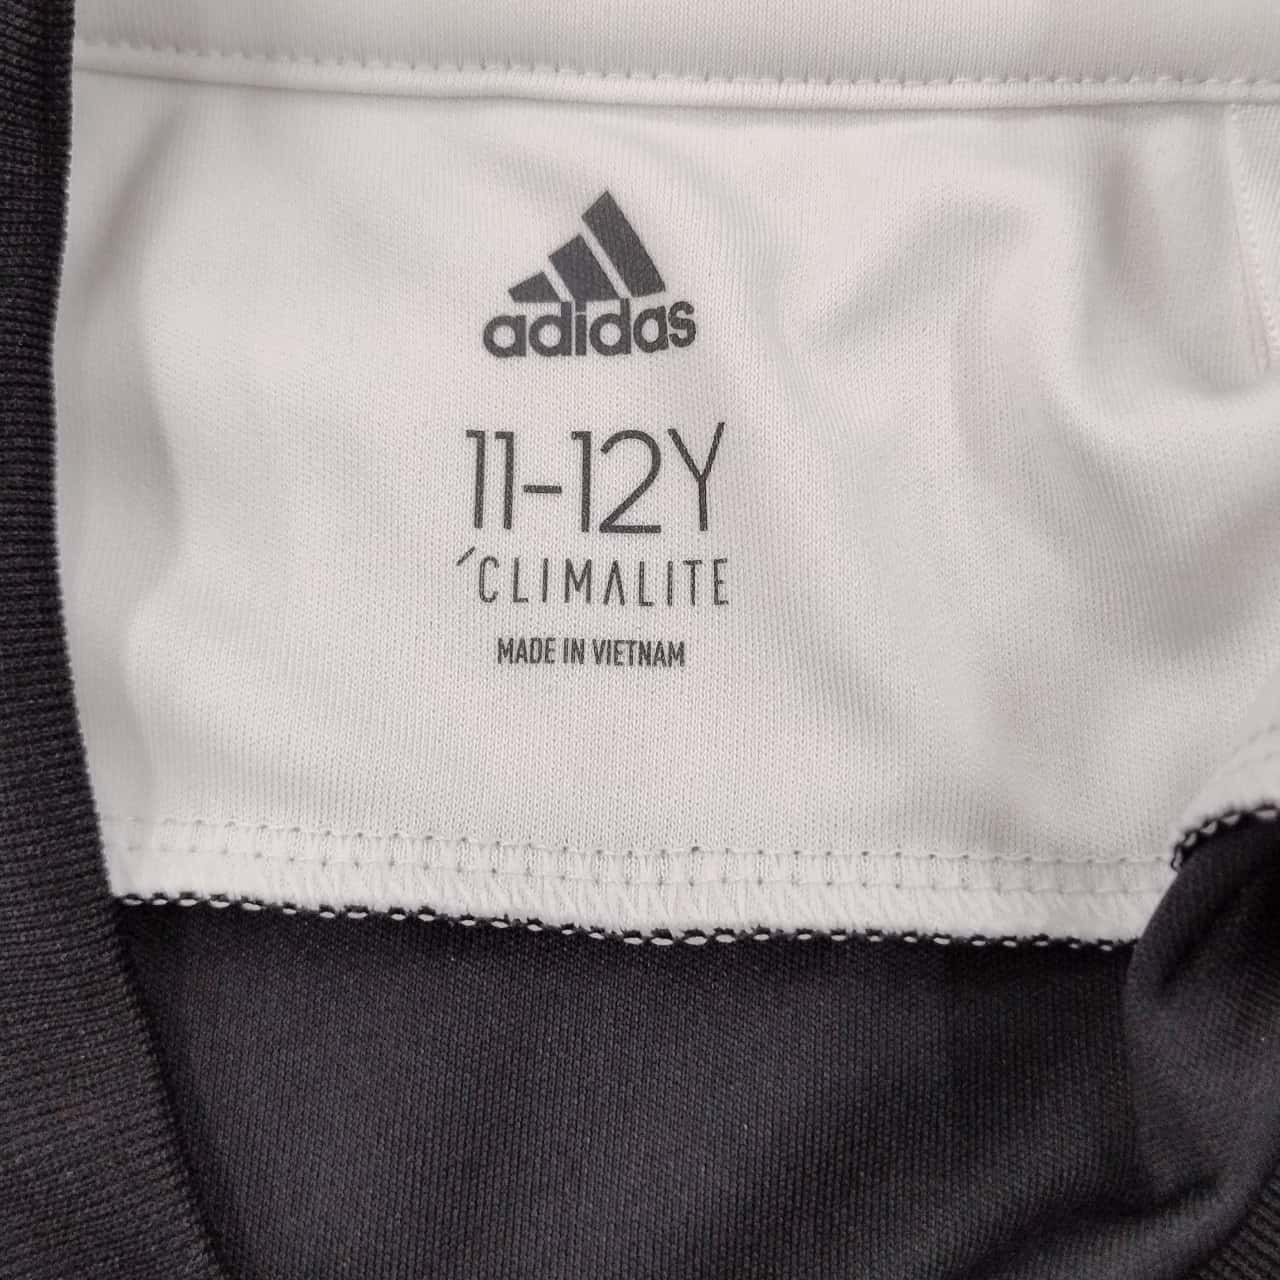 adidas
11-12Y
´CLIMALITE
MADE IN VIETNAM